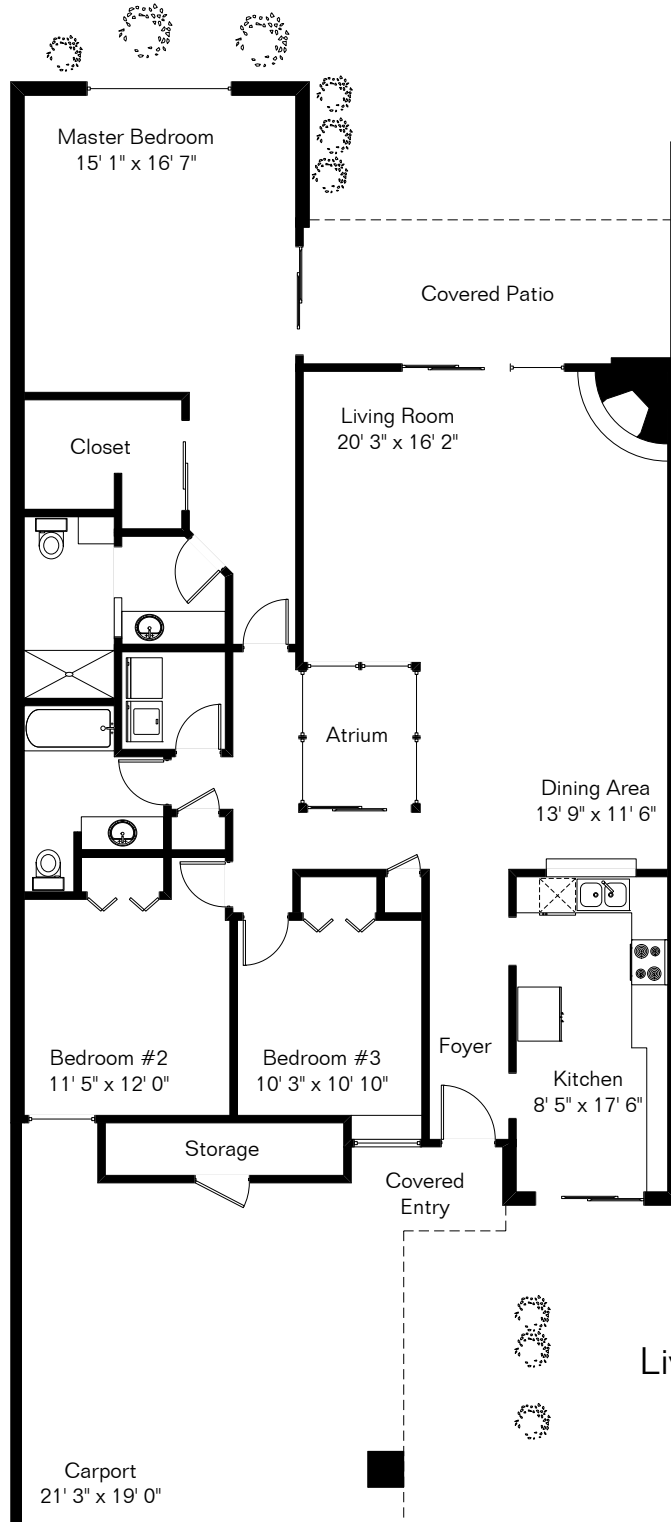 Master Bedroom
15' 1" x 16' 7"
Covered Patio
Living Room
20' 3" x 16' 2"
Closet
Atrium
Dining Area
13' 9" x 11' 6"
Foyer
Bedroom #2
11' 5" x 12' 0"
Bedroom #3
10' 3" x 10' 10"
Kitchen
8' 5" x 17' 6"
Storage
Covered
Entry
Carport
21' 3" x 19' 0"